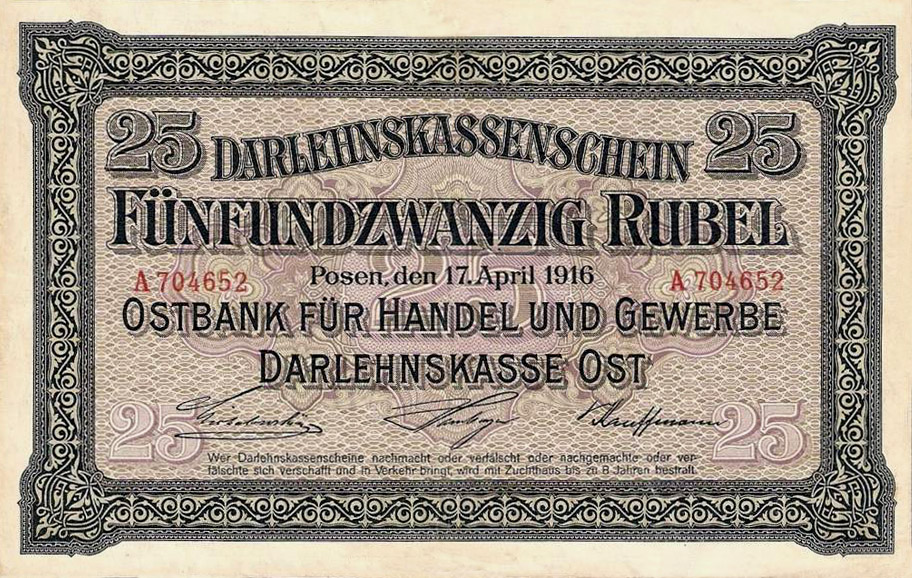 25 DARLEHNSKASSENSCHEIN 25
FÜNFUNDZWANZIG RUBEL
Posen, den 17. April 1916
A 704652 A 704652
OSTBANK FÜR HANDEL UND GEWERBE
DARLEHNSKASSE OST
25 25
Wer Darlehnskassenscheine nachmacht oder verfälscht oder nachgemachte oder ver-
fälschte sich verschafft und in Verkehr bringt, wird mit Zuchthaus bis zu 8 Jahren bestraft.